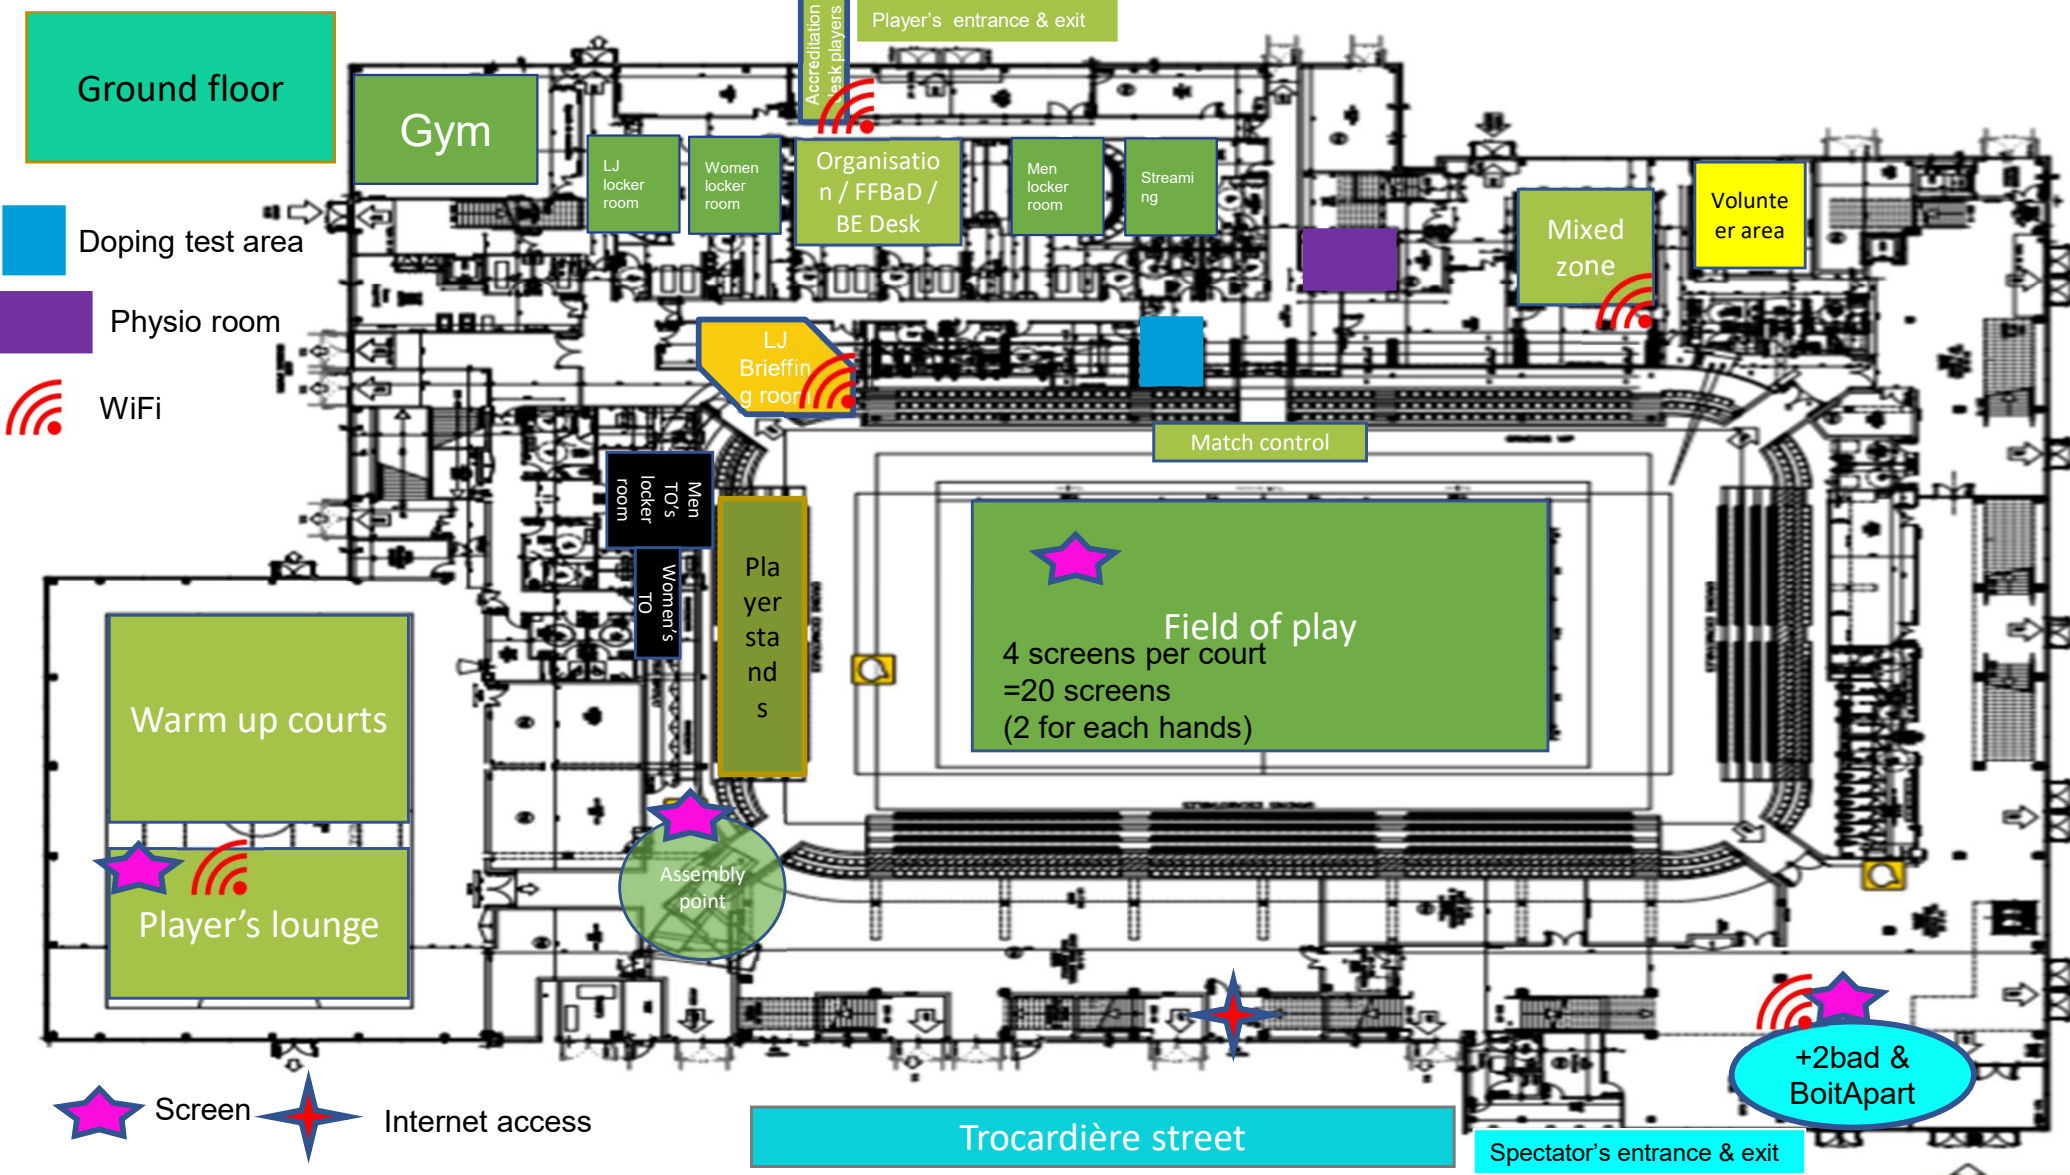 Accreditation
desk players
Player's entrance & exit
Ground floor
Gym
LJ
locker
room
Women
locker
room
Organisatio
n / FFBaD /
BE Desk
Men
locker
room
Streami
ng
Mixed
zone
Volunte
er area
Doping test area
Physio room
WiFi
LJ
Brieffin
g room
Match control
Men
TO's
locker
room
Women's
TO
Pla
yer
sta
nd
s
Field of play
4 screens per court
=20 screens
(2 for each hands)
Warm up courts
Player's lounge
Assembly
point
+2bad &
BoitApart
Screen
Internet access
Trocardière street
Spectator's entrance & exit